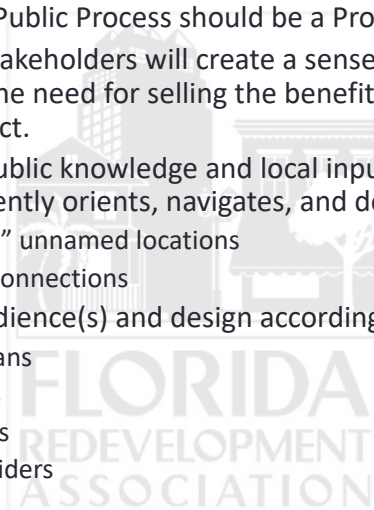 Public Process should be a Pro
akeholders will create a sense
ne need for selling the benefit
ct.
ublic knowledge and local inpu
ently orients, navigates, and de
” unnamed locations
onnections
dience(s) and design according
ans
s
iders
FLORIDA
REDEVELOPMENT
ASSOCIATION